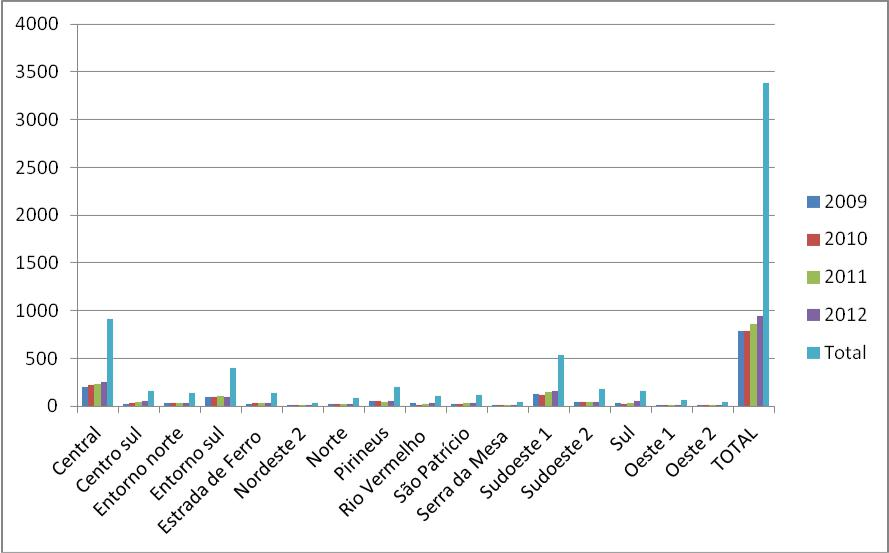 4000
3500
3000
2500
2000
1500
1000
500
0
Central
Centro sul
Entorno norte
Entorno sul
Estrada de Ferro
Nordeste 2
Norte
Pirineus
Rio Vermelho
São Patrício
Serra da Mesa
Sudoeste 1
Sudoeste 2
Sul
Oeste 1
Oeste 2
TOTAL
2009
2010
2011
2012
Total